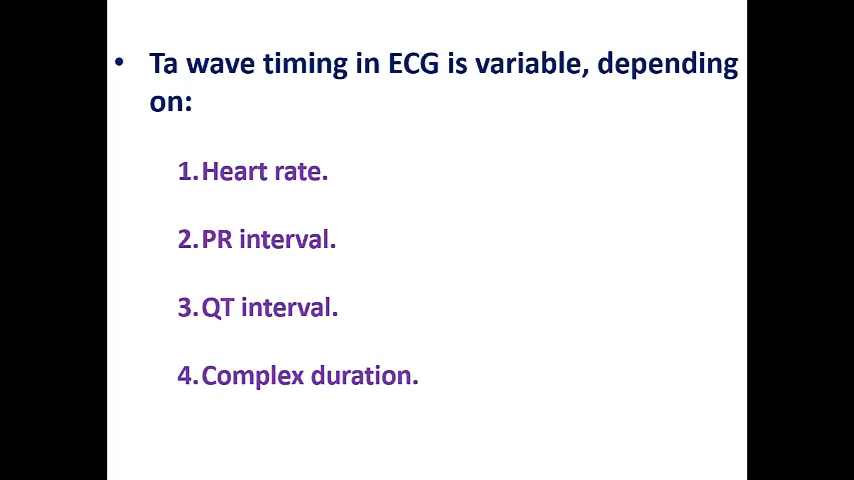 • Ta wave timing in ECG is variable, depending
on:
1.Heart rate.
2.PR interval.
3.QT interval.
4.Complex duration.